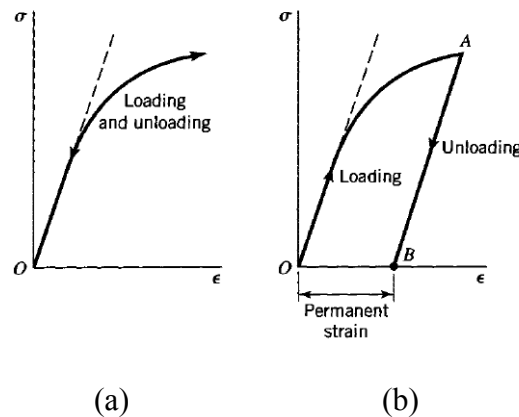 σ
Loading
and unloading
O
ϵ
(a)
σ
A
Unloading
Loading
O
B
ϵ
Permanent
strain
(b)